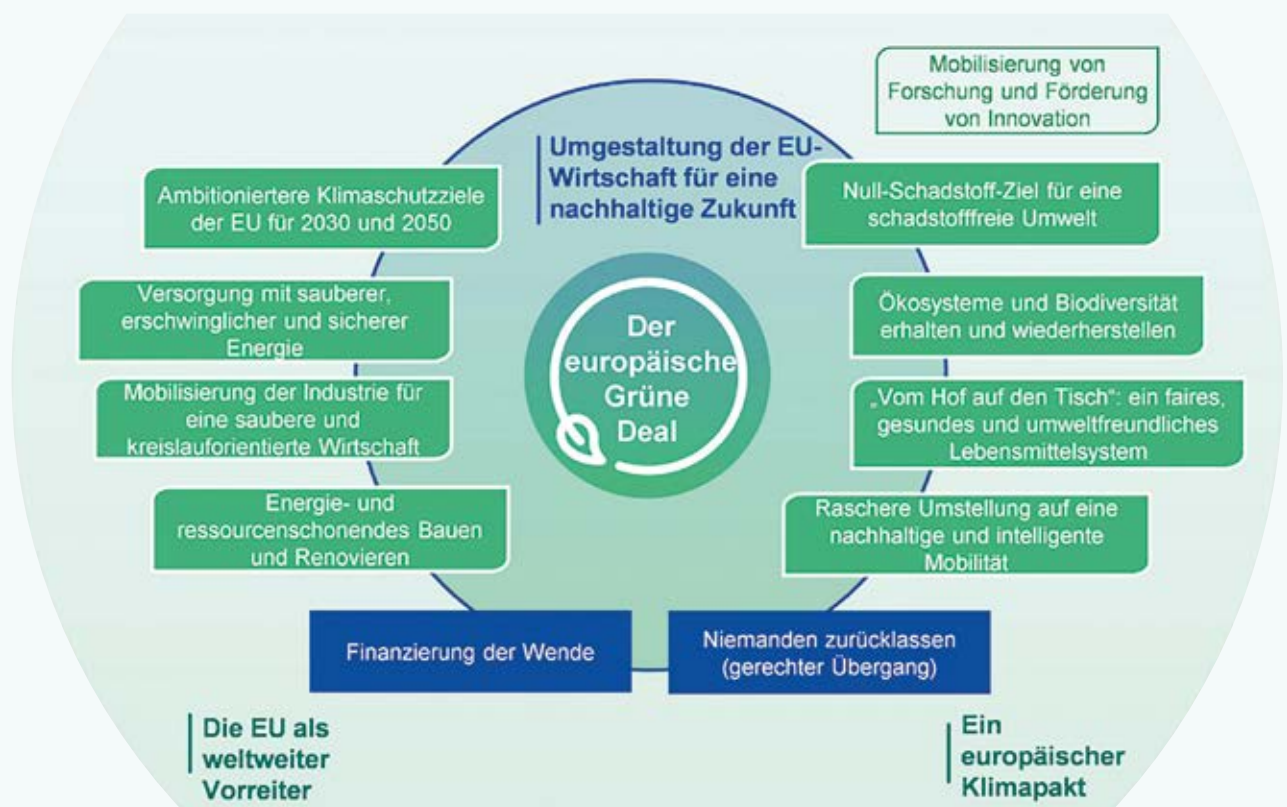 Mobilisierung von
Forschung und Förderung
von Innovation
Umgestaltung der EU-
Wirtschaft für eine
nachhaltige Zukunft
Ambitioniertere Klimaschutzziele
der EU für 2030 und 2050
Null-Schadstoff-Ziel für eine
schadstofffreie Umwelt
Versorgung mit sauberer,
erschwinglicher und sicherer
Energie
Ökosysteme und Biodiversität
erhalten und wiederherstellen
Der
europäische
Grüne
Deal
Mobilisierung der Industrie für
eine saubere und
kreislauforientierte Wirtschaft
„Vom Hof auf den Tisch“: ein faires,
gesundes und umweltfreundliches
Lebensmittelsystem
Energie- und
ressourcenschonendes Bauen
und Renovieren
Raschere Umstellung auf eine
nachhaltige und intelligente
Mobilität
Finanzierung der Wende
Niemanden zurücklassen
(gerechter Übergang)
Die EU als
weltweiter
Vorreiter
Ein
europäischer
Klimapakt